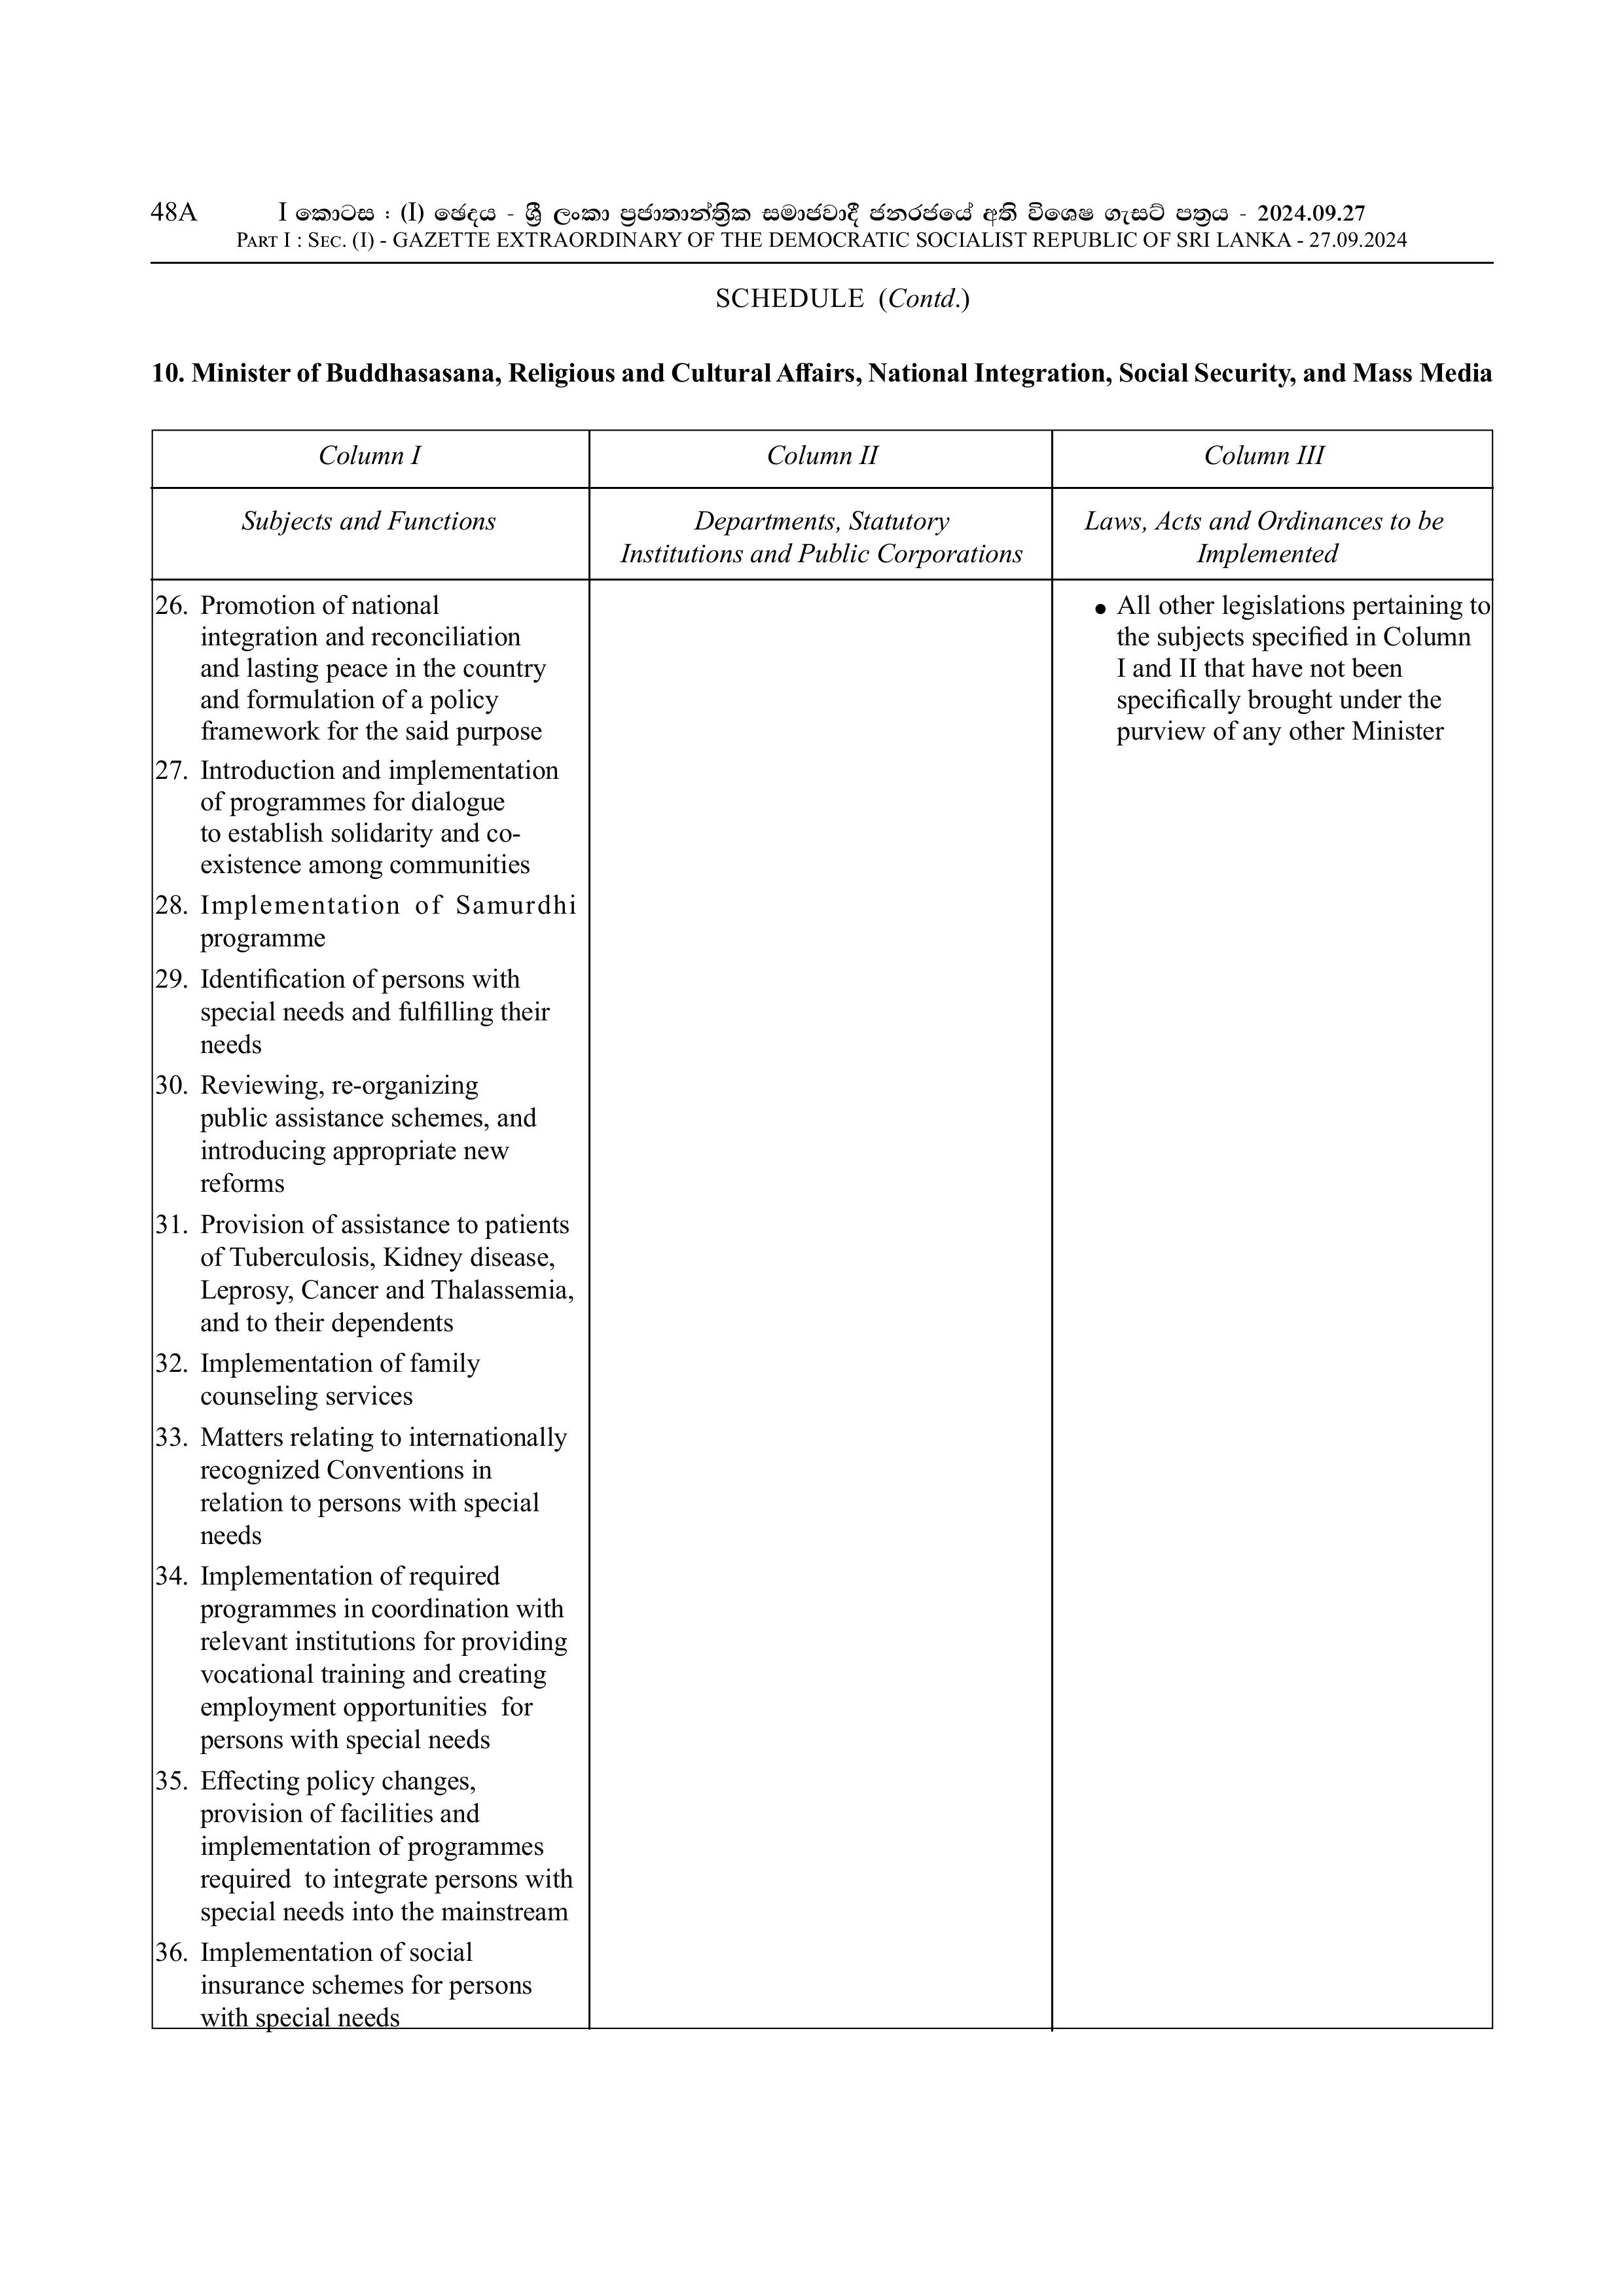 48A
I කොටස : (I) ඡෙදය - ශ්‍රී ලංකා ප්‍රජාතාන්ත්‍රික සමාජවාදී ජනරජයේ අති විශෙෂ ගැසට් පත්‍රය - 2024.09.27
Part I : Sec. (I) - GAZETTE EXTRAORDINARY OF THE DEMOCRATIC SOCIALIST REPUBLIC OF SRI LANKA - 27.09.2024
SCHEDULE (Contd.)
10. Minister of Buddhasasana, Religious and Cultural Affairs, National Integration, Social Security, and Mass Media
Column I
Column II
Column III
Subjects and Functions
Departments, Statutory
Institutions and Public Corporations
Laws, Acts and Ordinances to be
Implemented
26. Promotion of national
integration and reconciliation
and lasting peace in the country
and formulation of a policy
framework for the said purpose
27. Introduction and implementation
of programmes for dialogue
to establish solidarity and co-
existence among communities
28. Implementation of Samurdhi
programme
29. Identification of persons with
special needs and fulfilling their
needs
30. Reviewing, re-organizing
public assistance schemes, and
introducing appropriate new
reforms
31. Provision of assistance to patients
of Tuberculosis, Kidney disease,
Leprosy, Cancer and Thalassemia,
and to their dependents
32. Implementation of family
counseling services
33. Matters relating to internationally
recognized Conventions in
relation to persons with special
needs
34. Implementation of required
programmes in coordination with
relevant institutions for providing
vocational training and creating
employment opportunities for
persons with special needs
35. Effecting policy changes,
provision of facilities and
implementation of programmes
required to integrate persons with
special needs into the mainstream
36. Implementation of social
insurance schemes for persons
with special needs
• All other legislations pertaining to
the subjects specified in Column
I and II that have not been
specifically brought under the
purview of any other Minister